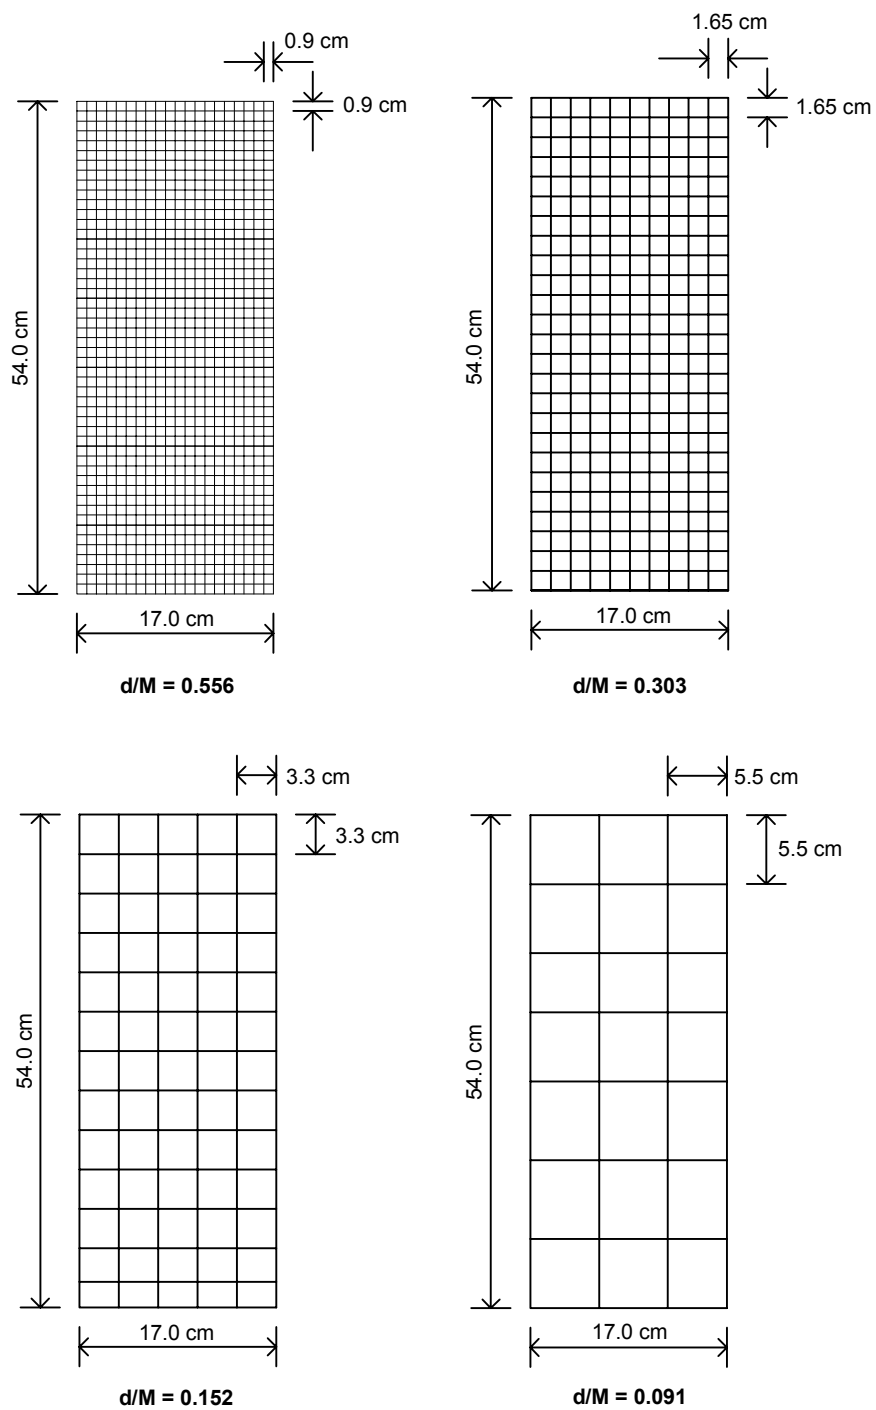 0.9 cm
0.9 cm
54.0 cm
17.0 cm
d/M = 0.556
1.65 cm
1.65 cm
54.0 cm
17.0 cm
d/M = 0.303
3.3 cm
3.3 cm
54.0 cm
17.0 cm
d/M = 0.152
5.5 cm
5.5 cm
54.0 cm
17.0 cm
d/M = 0.091